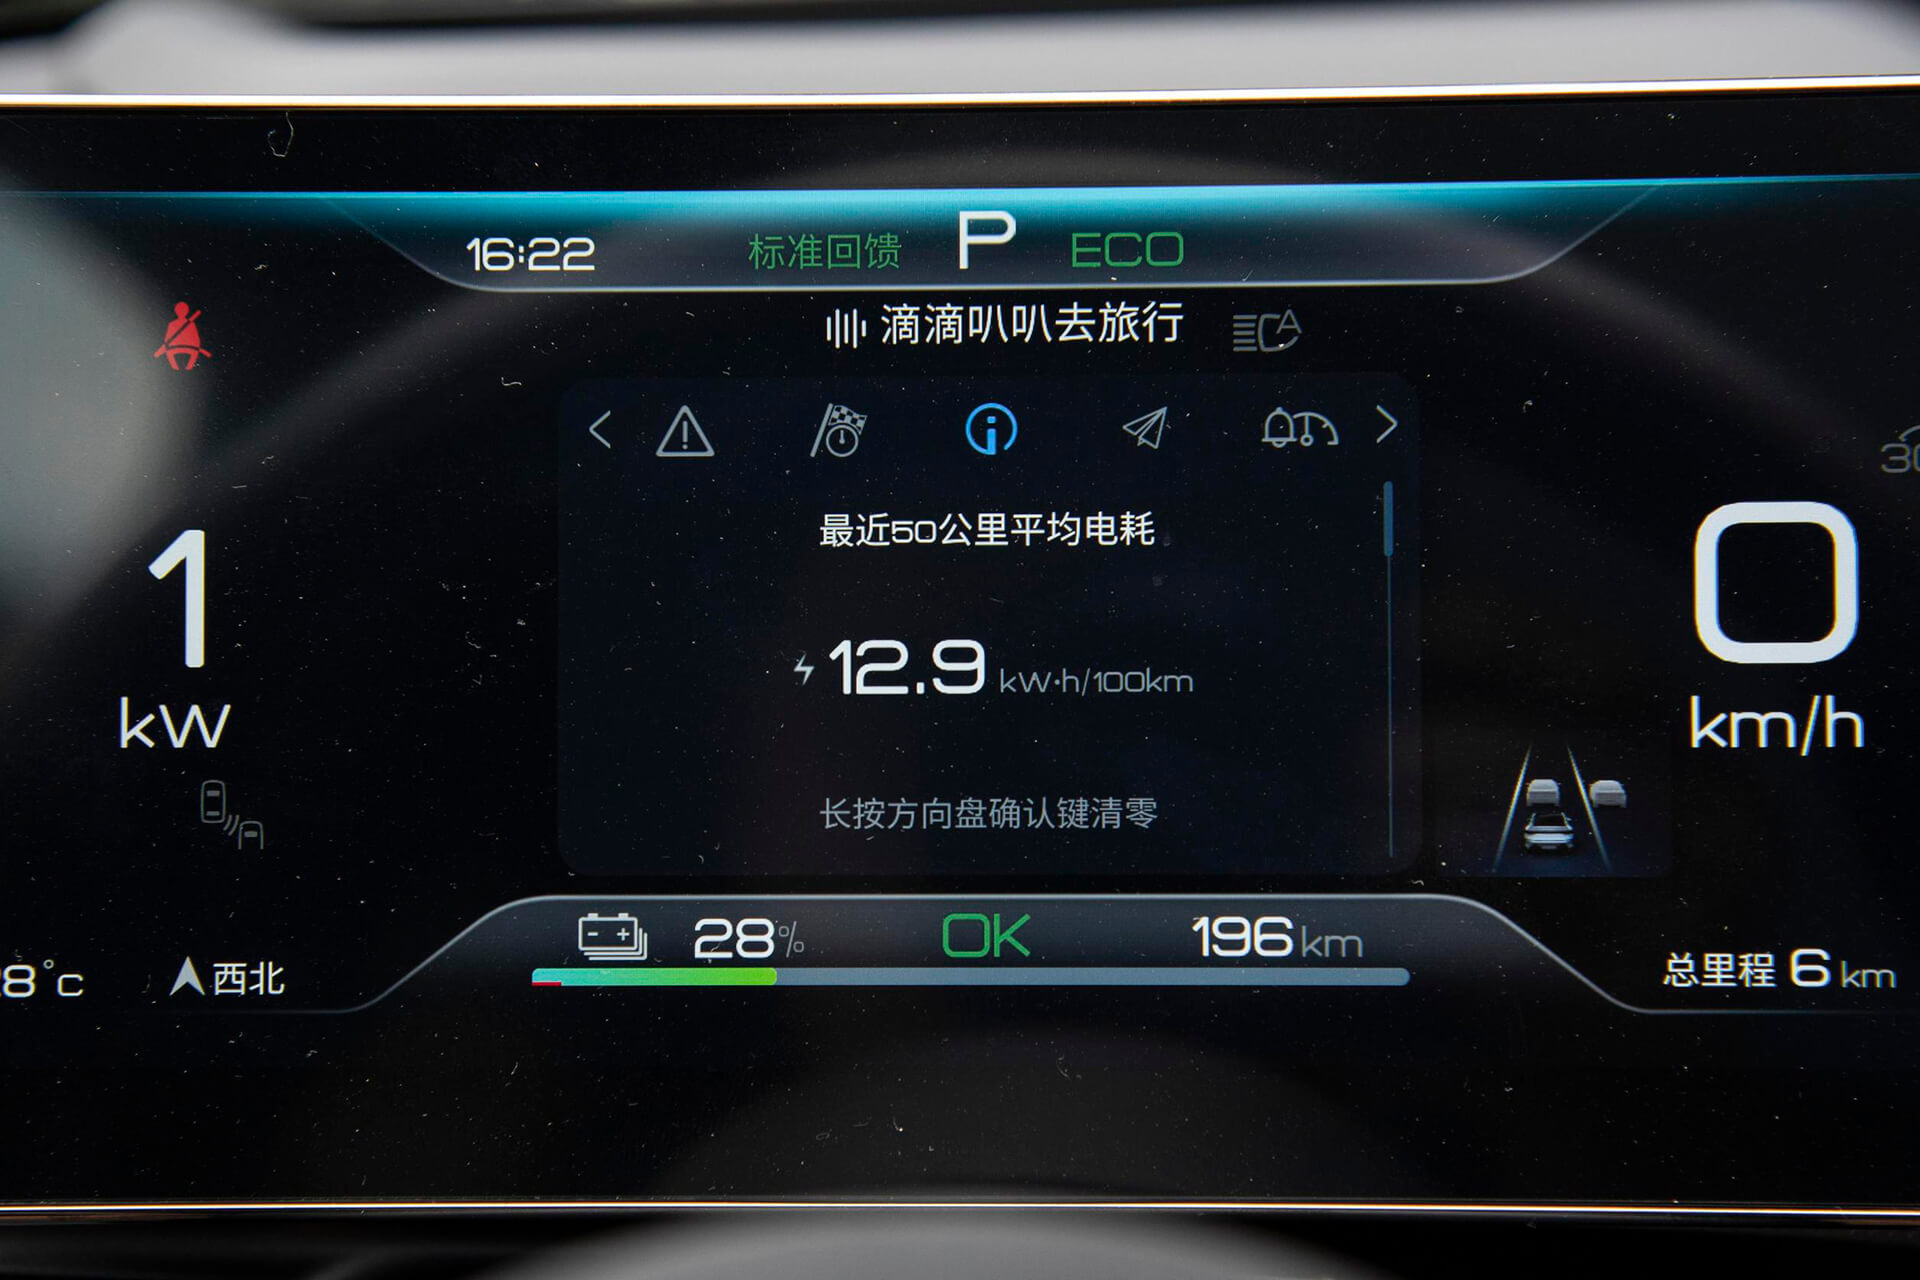 16:22
标准回馈
P
ECO
滴滴叭叭去旅行
最近50公里平均电耗
12.9 kW·h/100km
长按方向盘确认键清零
1
kW
0
km/h
8°C
西北
28%
OK
196km
总里程 6 km